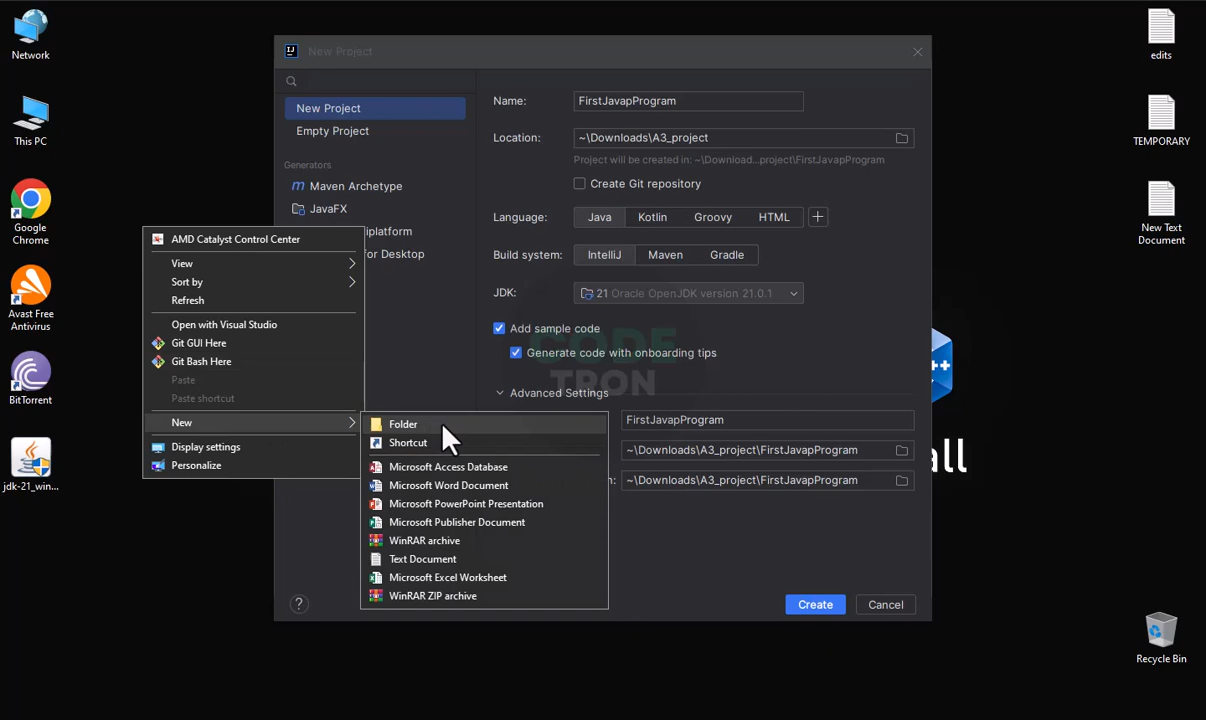 Network
This PC
Google
Chrome
Avast Free
Antivirus
BitTorrent
jdk-21_win...
New Project
New Project
Empty Project
Generators
Maven Archetype
JavaFX
for Desktop
Name:
FirstJavapProgram
Location:
~\Downloads\A3_project
Project will be created in: ~\Download...project\FirstJavapProgram
Create Git repository
Language:
Java
Kotlin
Groovy
HTML
Build system:
IntelliJ
Maven
Gradle
JDK:
21 Oracle OpenJDK version 21.0.1
Add sample code
Generate code with onboarding tips
CODE
TRON
Advanced Settings
FirstJavapProgram
~\Downloads\A3_project\FirstJavapProgram
~\Downloads\A3_project\FirstJavapProgram
?
Create
Cancel
AMD Catalyst Control Center
View
Sort by
Refresh
Open with Visual Studio
Git GUI Here
Git Bash Here
Paste
Paste shortcut
New
Display settings
Personalize
Folder
Shortcut
Microsoft Access Database
Microsoft Word Document
Microsoft PowerPoint Presentation
Microsoft Publisher Document
WinRAR archive
Text Document
Microsoft Excel Worksheet
WinRAR ZIP archive
++
all
edits
TEMPORARY
New Text
Document
Recycle Bin